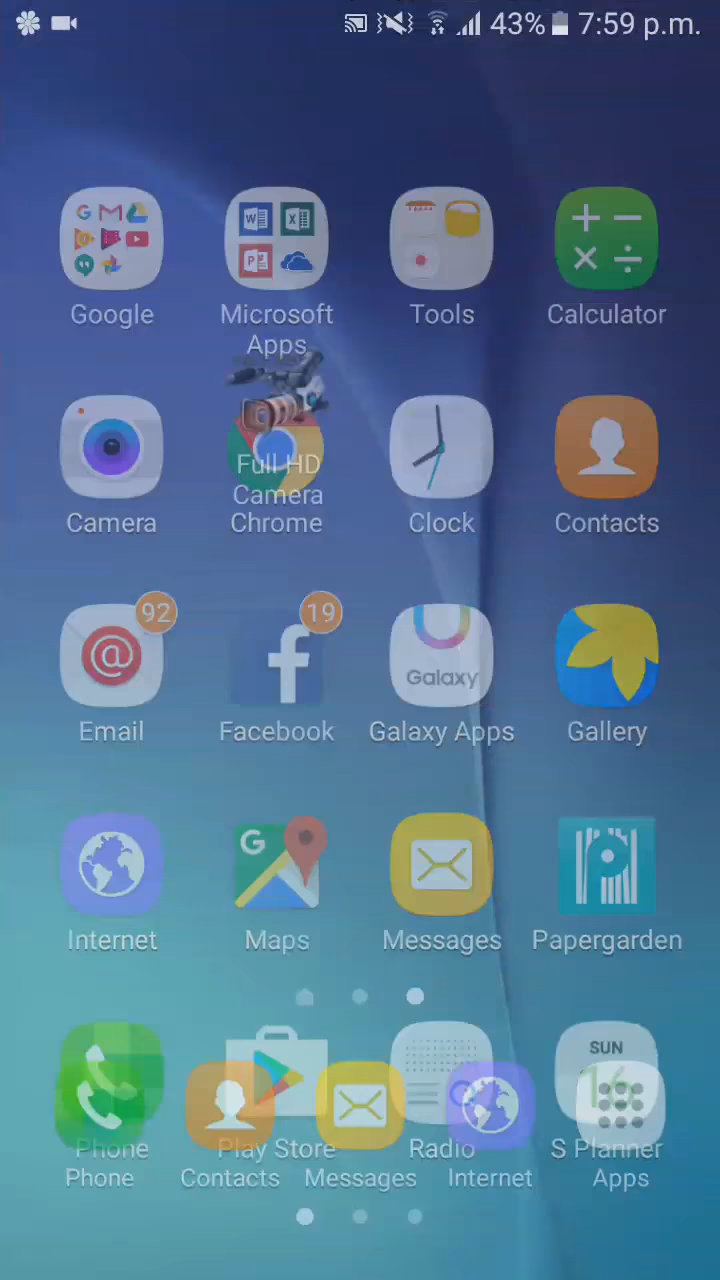 43% 7:59 p.m.
Google
Microsoft
Apps
Tools
Calculator
Full HD
Camera
Camera
Chrome
Clock
Contacts
92
19
Galaxy
Email
Facebook
Galaxy Apps
Gallery
G
Internet
Maps
Messages
Papergarden
SUN
16
Phone
Play Store
Radio
S Planner
Phone
Contacts
Messages
Internet
Apps